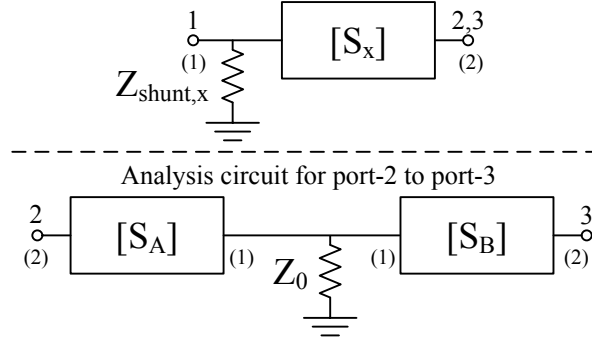 1 [Sx] 2,3
(1) (2)
Zshunt,x
Analysis circuit for port-2 to port-3
2 [SA] [SB] 3
(2) (1) (1) (2)
Z0